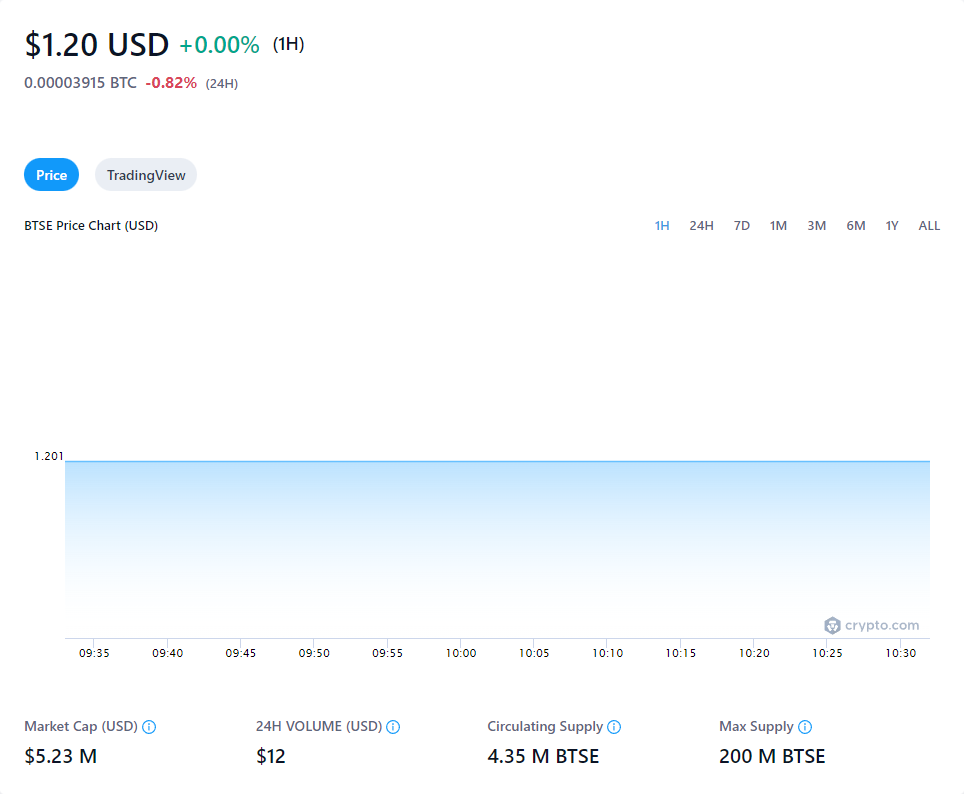 $1.20 USD +0.00% (1H)
0.00003915 BTC -0.82% (24H)
Price TradingView
BTSE Price Chart (USD) 1H 24H 7D 1M 3M 6M 1Y ALL
1.201
crypto.com
09:35 09:40 09:45 09:50 09:55 10:00 10:05 10:10 10:15 10:20 10:25 10:30
Market Cap (USD) 24H VOLUME (USD) Circulating Supply Max Supply
$5.23 M $12 4.35 M BTSE 200 M BTSE